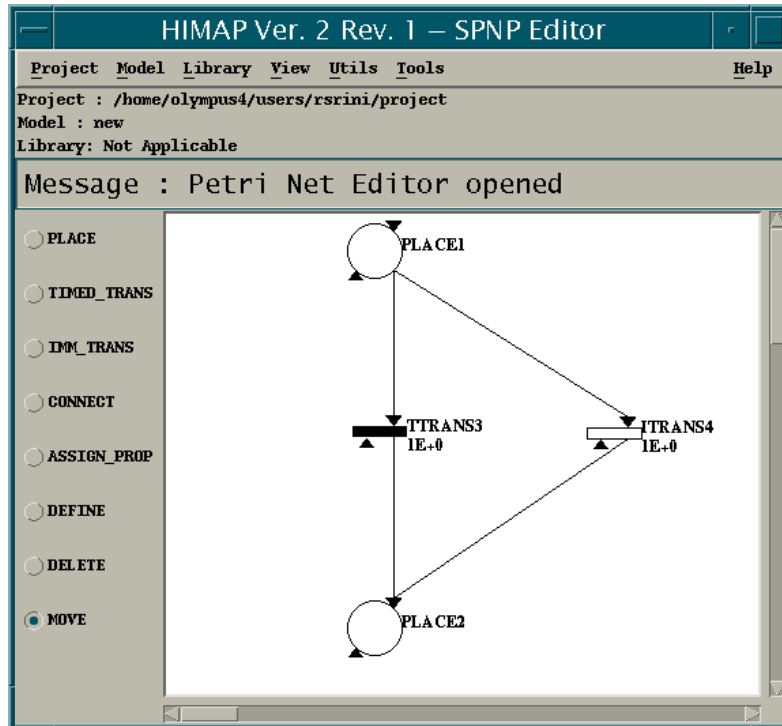 HIMAP Ver. 2 Rev. 1 – SPNP Editor
Project Model Library View Utils Tools Help
Project : /home/olympus4/users/rsrini/project
Model : new
Library: Not Applicable
Message : Petri Net Editor opened
PLACE
TIMED_TRANS
IMM_TRANS
CONNECT
ASSIGN_PROP
DEFINE
DELETE
MOVE
PLACE1
TTRANS3
1E+0
ITRANS4
1E+0
PLACE2